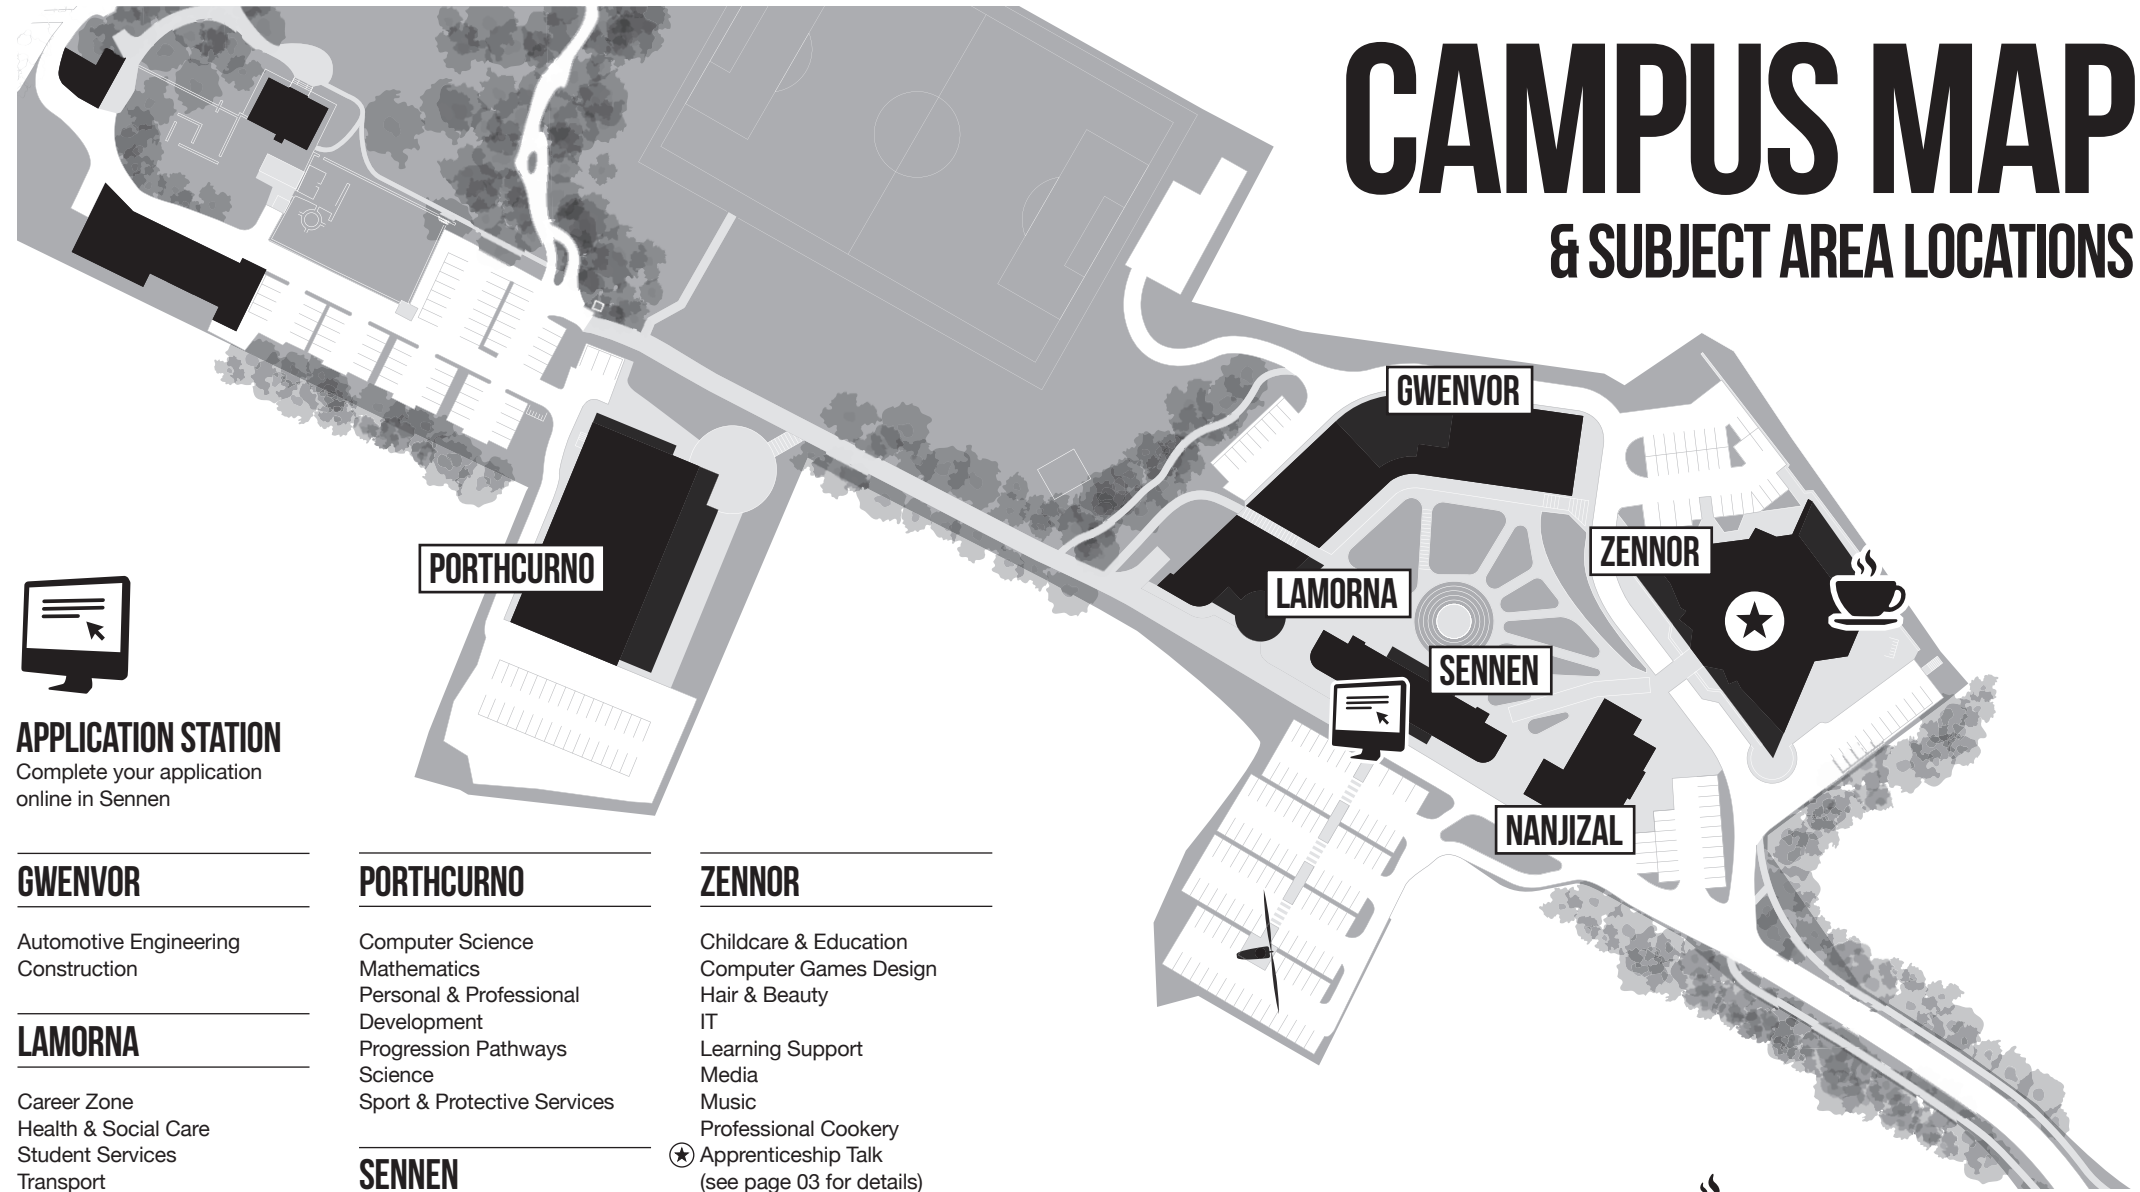 CAMPUS MAP
& SUBJECT AREA LOCATIONS
GWENVOR
ZENNOR
PORTHCURNO
LAMORNA
SENNEN
NANJIZAL
APPLICATION STATION
Complete your application
online in Sennen
GWENVOR
Automotive Engineering
Construction
LAMORNA
Career Zone
Health & Social Care
Student Services
Transport
PORTHCURNO
Computer Science
Mathematics
Personal & Professional
Development
Progression Pathways
Science
Sport & Protective Services
SENNEN
ZENNOR
Childcare & Education
Computer Games Design
Hair & Beauty
IT
Learning Support
Media
Music
Professional Cookery
Apprenticeship Talk
(see page 03 for details)